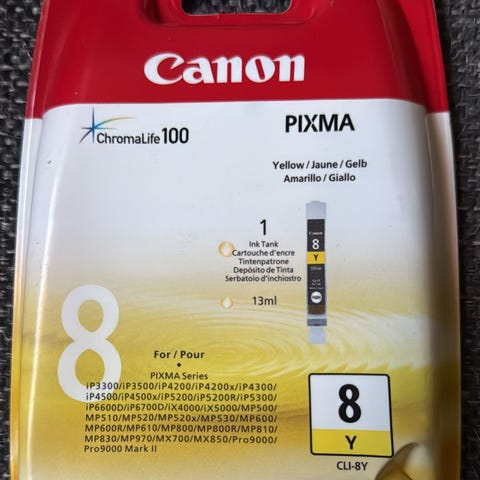 Canon
ChromaLife100
PIXMA
Yellow / Jaune / Gelb
Amarillo / Giallo
1
Ink Tank
Cartouche d'encre
Tintenpatrone
Depósito de Tinta
Serbatoio d'inchiostro
13ml
Canon
8
Y
PIXMA
8
For / Pour
PIXMA Series
iP3300/iP3500/iP4200/iP4200x/iP4300/
iP4500/iP4500x/iP5200/iP5200R/iP5300/
iP6600D/iP6700D/iX4000/iX5000/MP500/
MP510/MP520/MP520x/MP530/MP600/
MP600R/MP610/MP800/MP800R/MP810/
MP830/MP970/MX700/MX850/Pro9000/
Pro9000 Mark II
8
Y
CLI-8Y